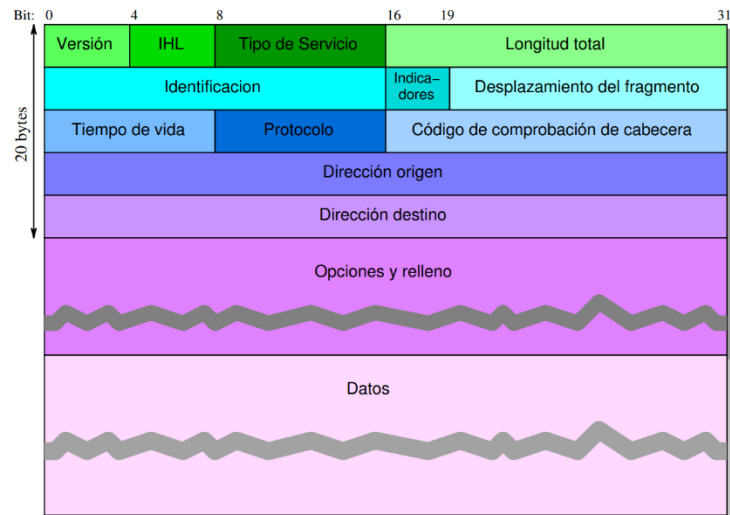 Bit: 0 4 8 16 19 31
Versión IHL Tipo de Servicio Longitud total
Identificacion Indica– dores Desplazamiento del fragmento
Tiempo de vida Protocolo Código de comprobación de cabecera
20 bytes
Dirección origen
Dirección destino
Opciones y relleno
Datos